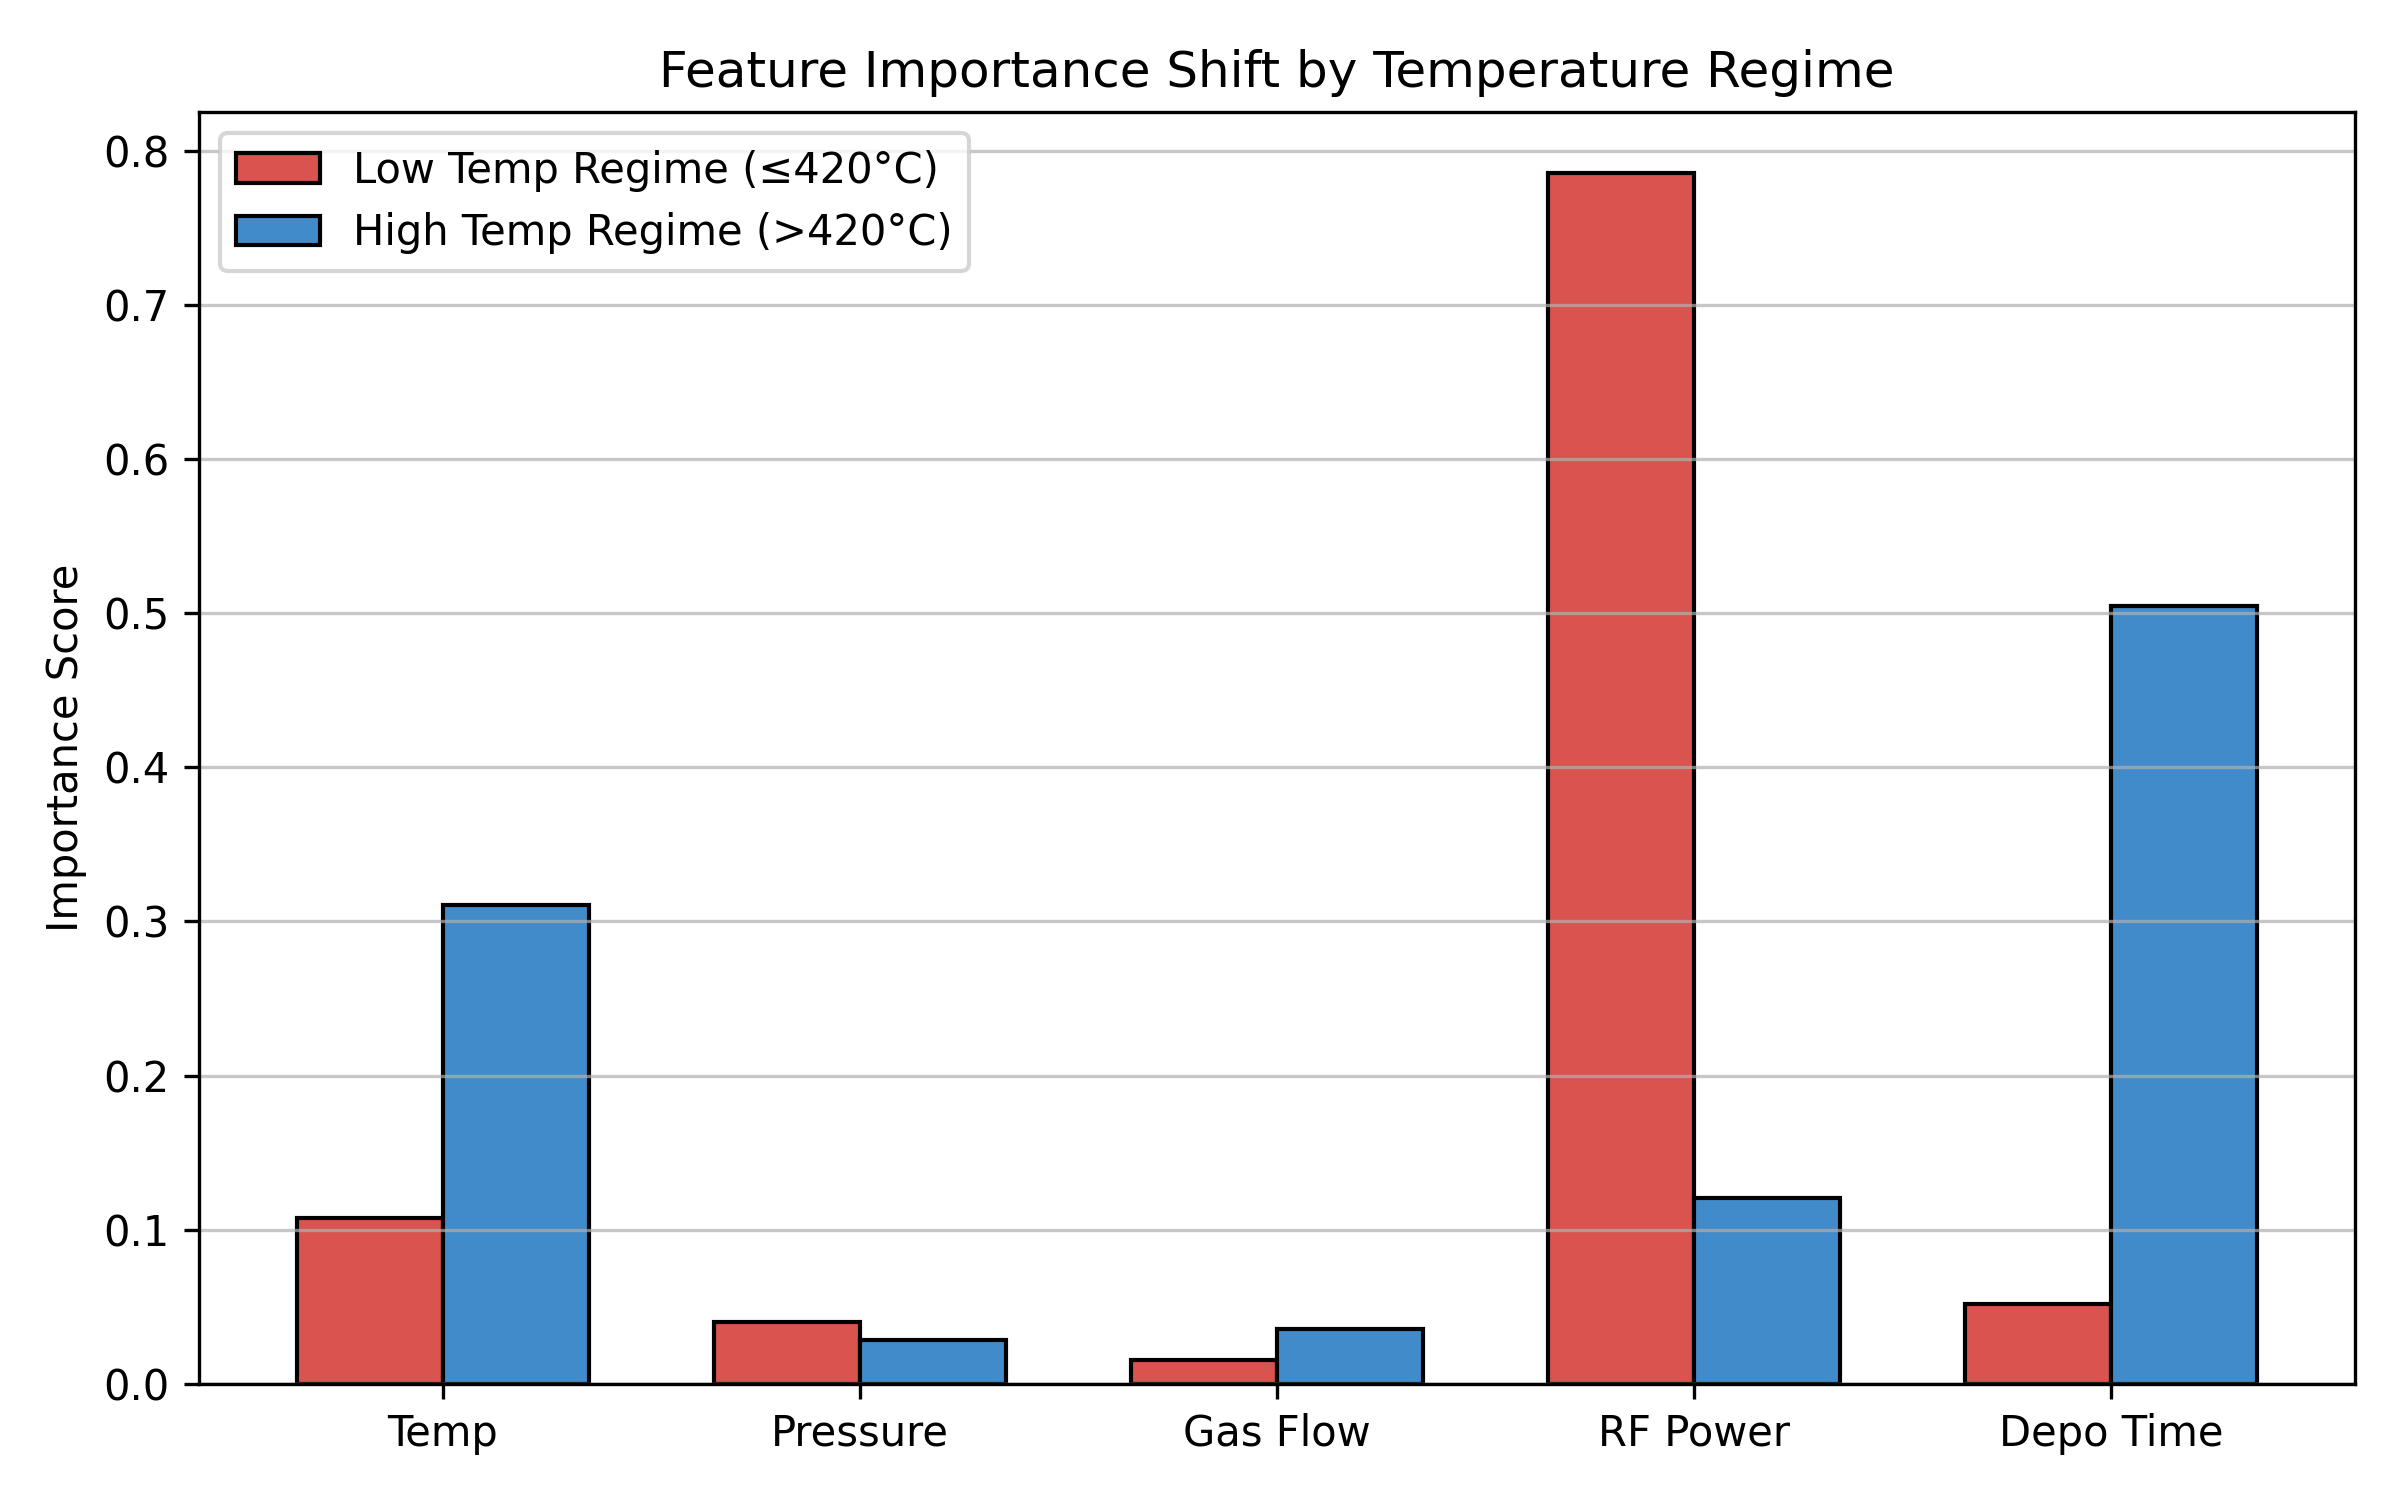 Feature Importance Shift by Temperature Regime
Low Temp Regime (≤420°C)
High Temp Regime (>420°C)
Importance Score
0.8
0.7
0.6
0.5
0.4
0.3
0.2
0.1
0.0
Temp
Pressure
Gas Flow
RF Power
Depo Time